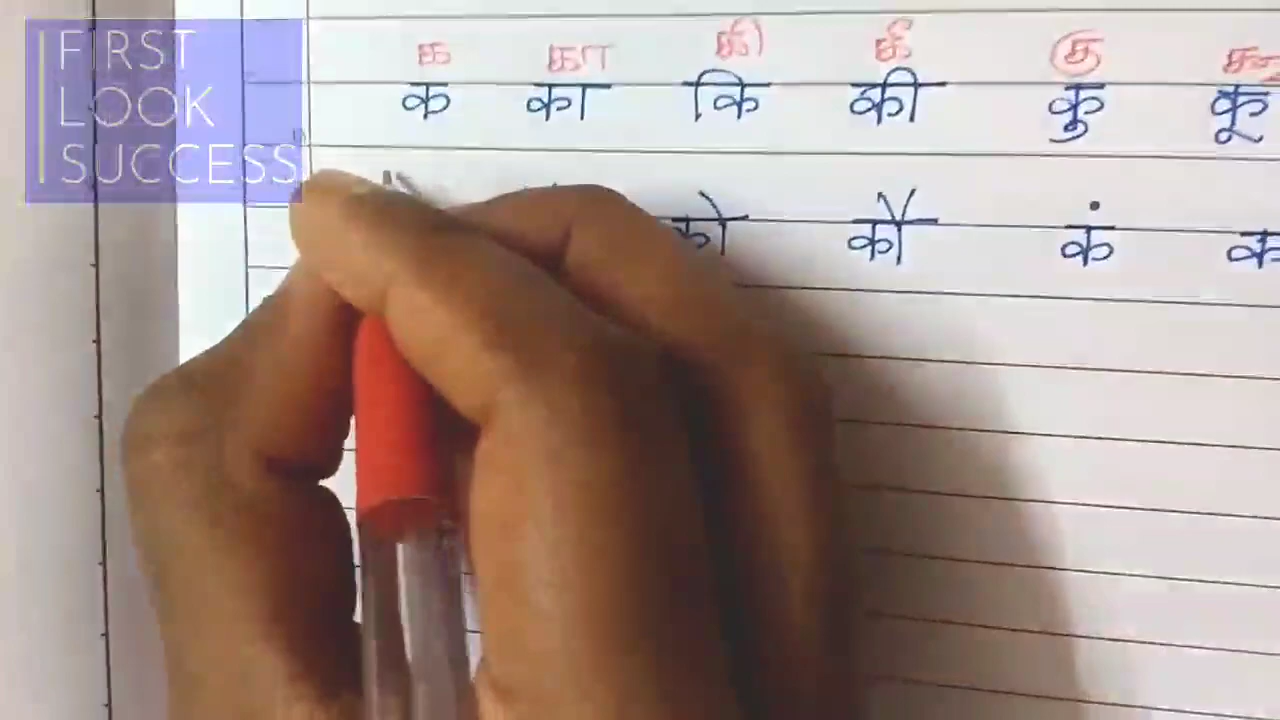 FIRST
LOOK
SUCCESS
க கா கி கீ கு கூ
क का कि की कु कू
को कौ कं